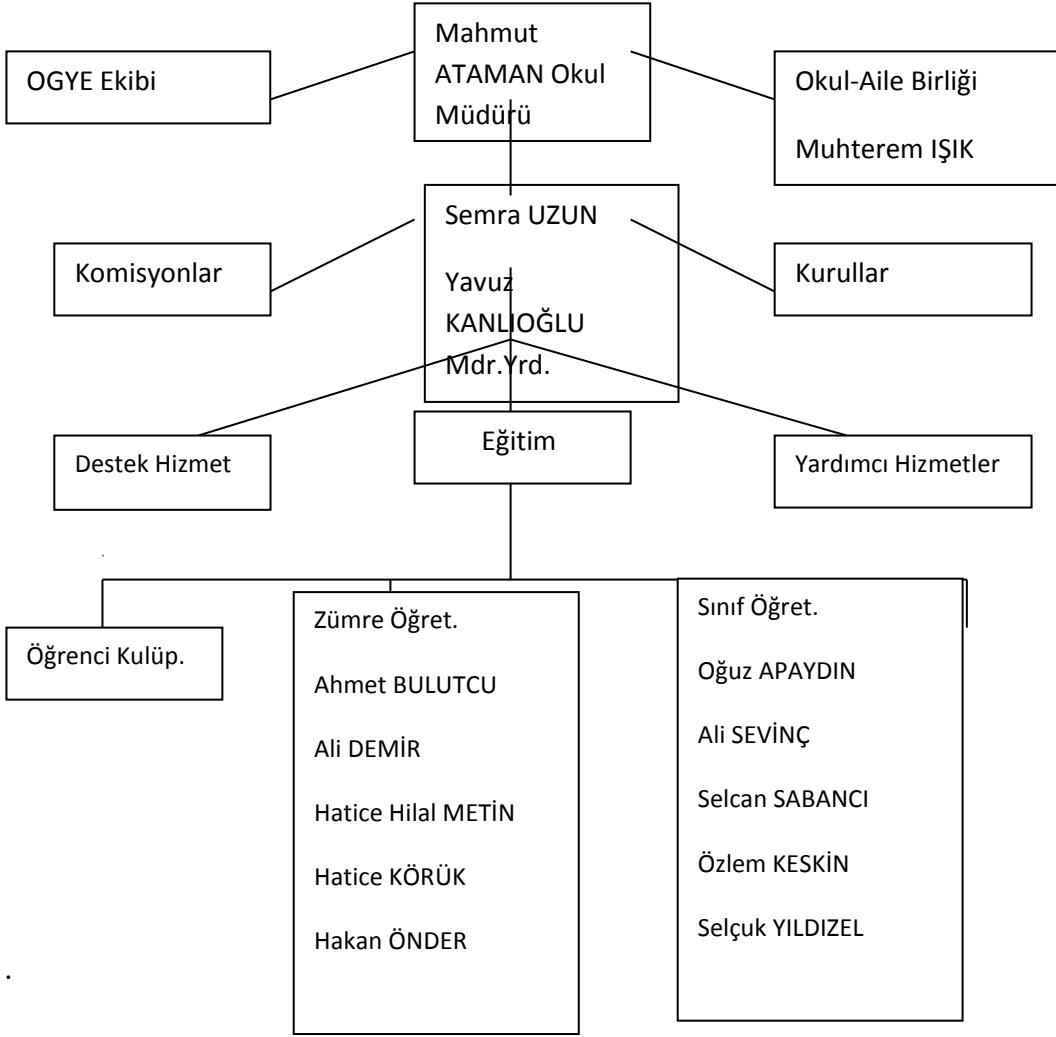 OGYE Ekibi
Mahmut
ATAMAN Okul
Müdürü
Okul-Aile Birliği
Muhterem IŞIK
Komisyonlar
Semra UZUN
Yavuz
KANLIOĞLU
Mdr.Yrd.
Kurullar
Destek Hizmet
Eğitim
Yardımcı Hizmetler
Öğrenci Kulüp.
Zümre Öğret.
Ahmet BULUTCU
Ali DEMİR
Hatice Hilal METİN
Hatice KÖRÜK
Hakan ÖNDER
Sınıf Öğret.
Oğuz APAYDIN
Ali SEVİNÇ
Selcan SABANCI
Özlem KESKİN
Selçuk YILDIZEL
.